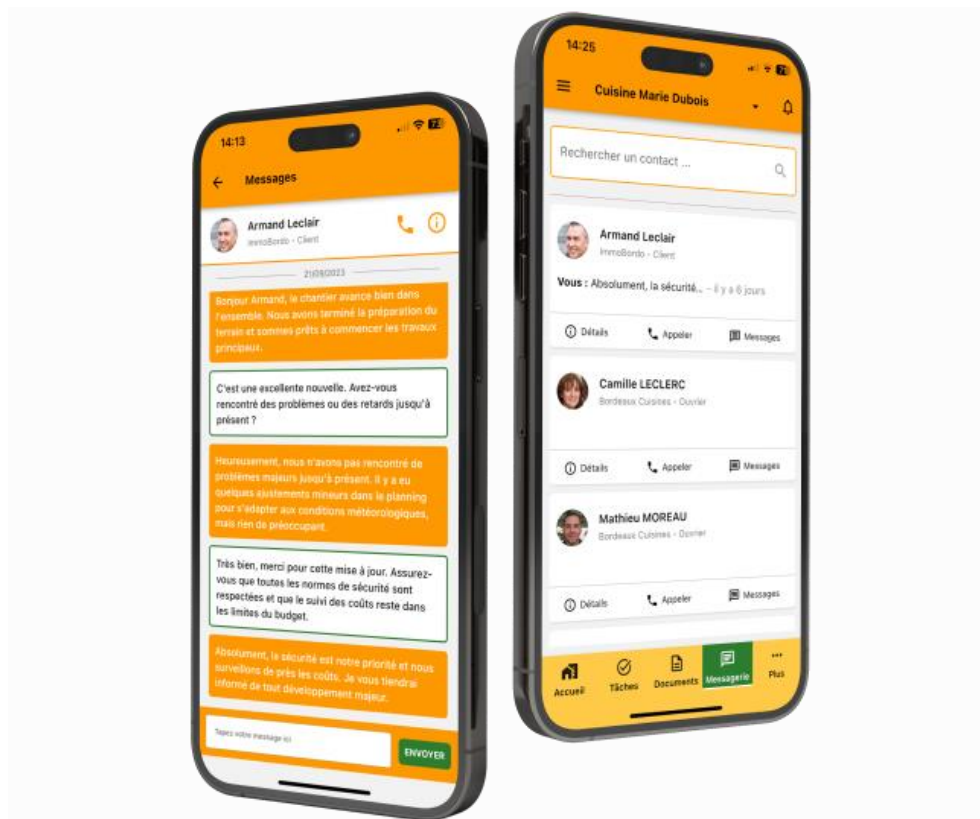 14:13
73
Messages
Armand Leclair
ImmoBordo - Client
21/09/2023
Bonjour Armand, le chantier avance bien dans
l'ensemble. Nous avons terminé la préparation du
terrain et sommes prêts à commencer les travaux
principaux.
C'est une excellente nouvelle. Avez-vous
rencontré des problèmes ou des retards jusqu'à
présent ?
Heureusement, nous n'avons pas rencontré de
problèmes majeurs jusqu'à présent. Il y a eu
quelques ajustements mineurs dans le planning
pour s'adapter aux conditions météorologiques,
mais rien de préoccupant.
Très bien, merci pour cette mise à jour. Assurez-
vous que toutes les normes de sécurité sont
respectées et que le suivi des coûts reste dans
les limites du budget.
Absolument, la sécurité est notre priorité et nous
surveillons de près les coûts. Je vous tiendrai
informé de tout développement majeur.
Tapez votre message ici
ENVOYER
14:25
Cuisine Marie Dubois
Rechercher un contact ...
Armand Leclair
ImmoBordo - Client
Vous : Absolument, la sécurité... - il y a 6 jours
Détails Appeler Messages
Camille LECLERC
Bordeaux Cuisines - Ouvrier
Détails Appeler Messages
Mathieu MOREAU
Bordeaux Cuisines - Ouvrier
Détails Appeler Messages
Accueil Tâches Documents Messagerie Plus